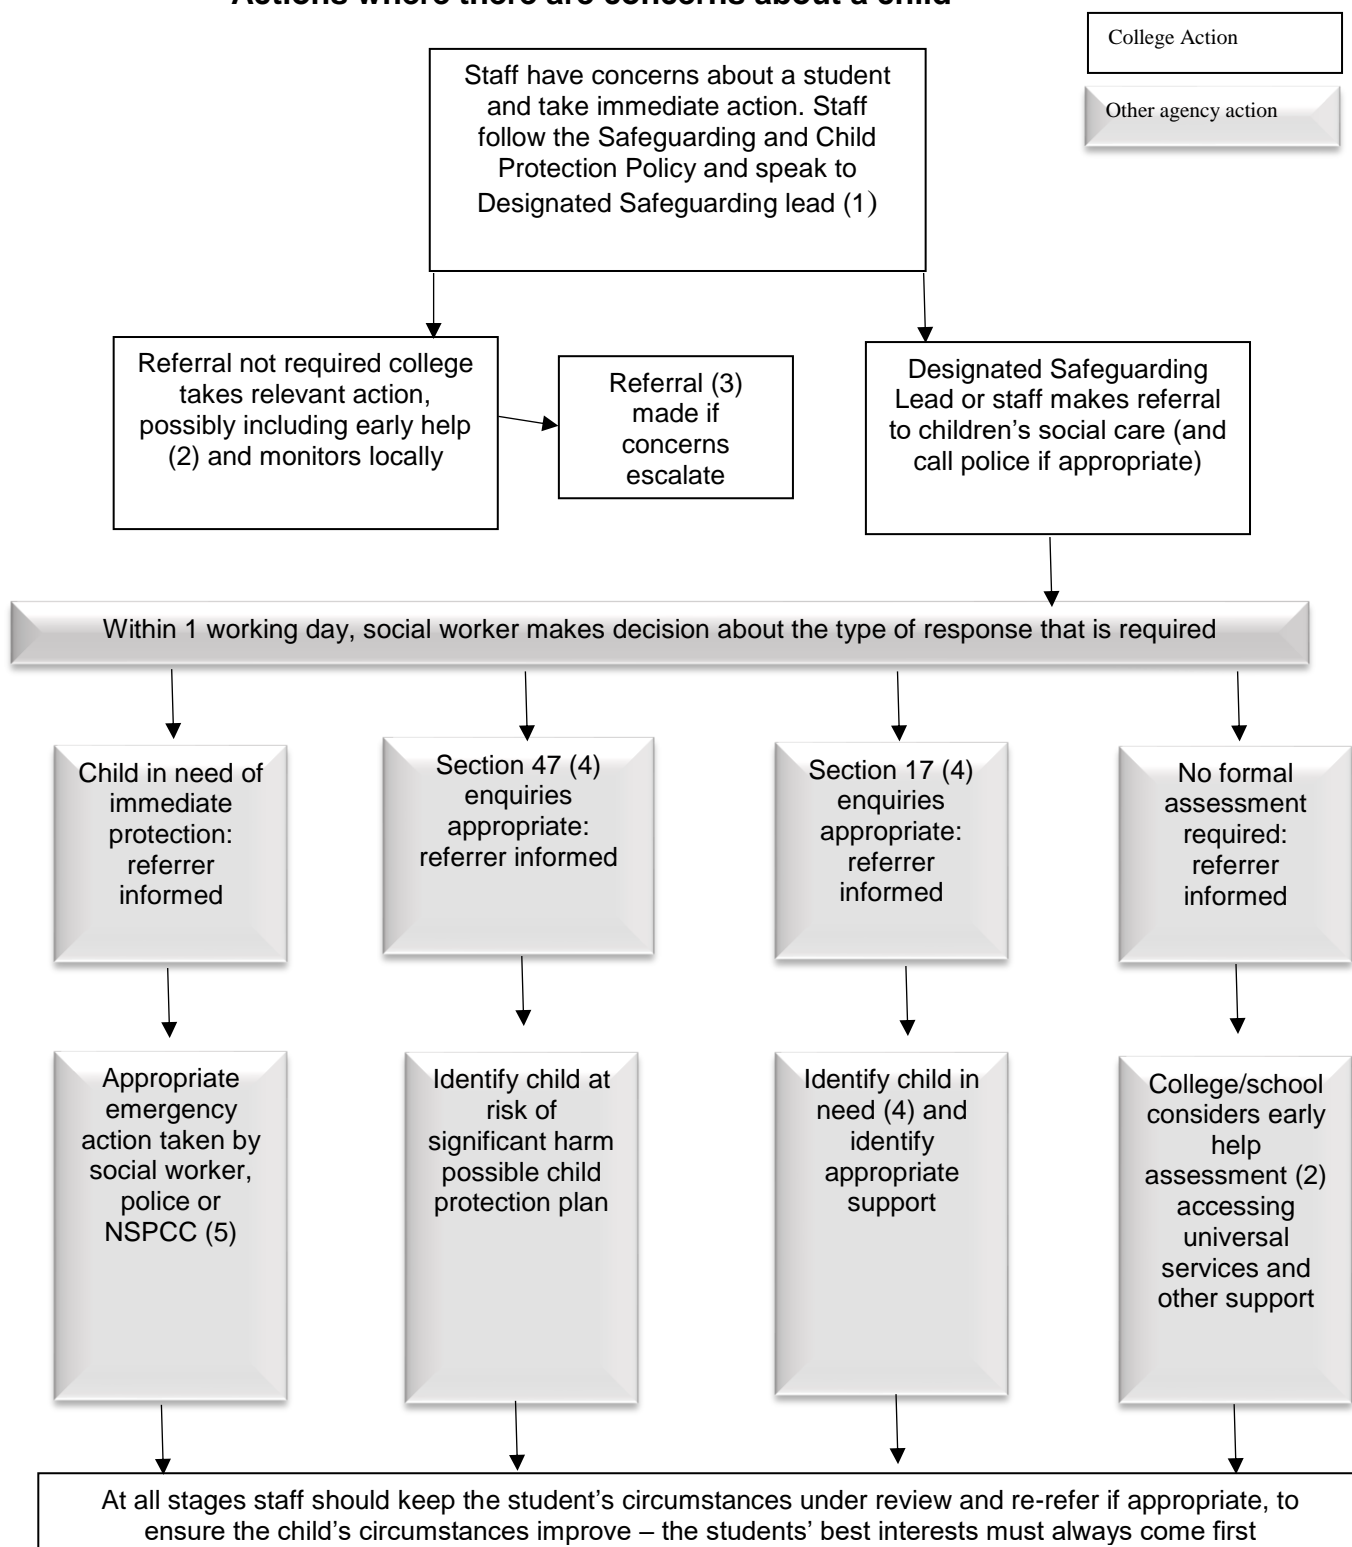 Actions where there are concerns about a child
College Action
Other agency action
Staff have concerns about a student
and take immediate action. Staff
follow the Safeguarding and Child
Protection Policy and speak to
Designated Safeguarding lead (1)
Referral not required college
takes relevant action,
possibly including early help
(2) and monitors locally
Referral (3)
made if
concerns
escalate
Designated Safeguarding
Lead or staff makes referral
to children’s social care (and
call police if appropriate)
Within 1 working day, social worker makes decision about the type of response that is required
Child in need of
immediate
protection:
referrer
informed
Section 47 (4)
enquiries
appropriate:
referrer informed
Section 17 (4)
enquiries
appropriate:
referrer
informed
No formal
assessment
required:
referrer
informed
Appropriate
emergency
action taken by
social worker,
police or
NSPCC (5)
Identify child at
risk of
significant harm
possible child
protection plan
Identify child in
need (4) and
identify
appropriate
support
College/school
considers early
help
assessment (2)
accessing
universal
services and
other support
At all stages staff should keep the student’s circumstances under review and re-refer if appropriate, to
ensure the child’s circumstances improve – the students’ best interests must always come first